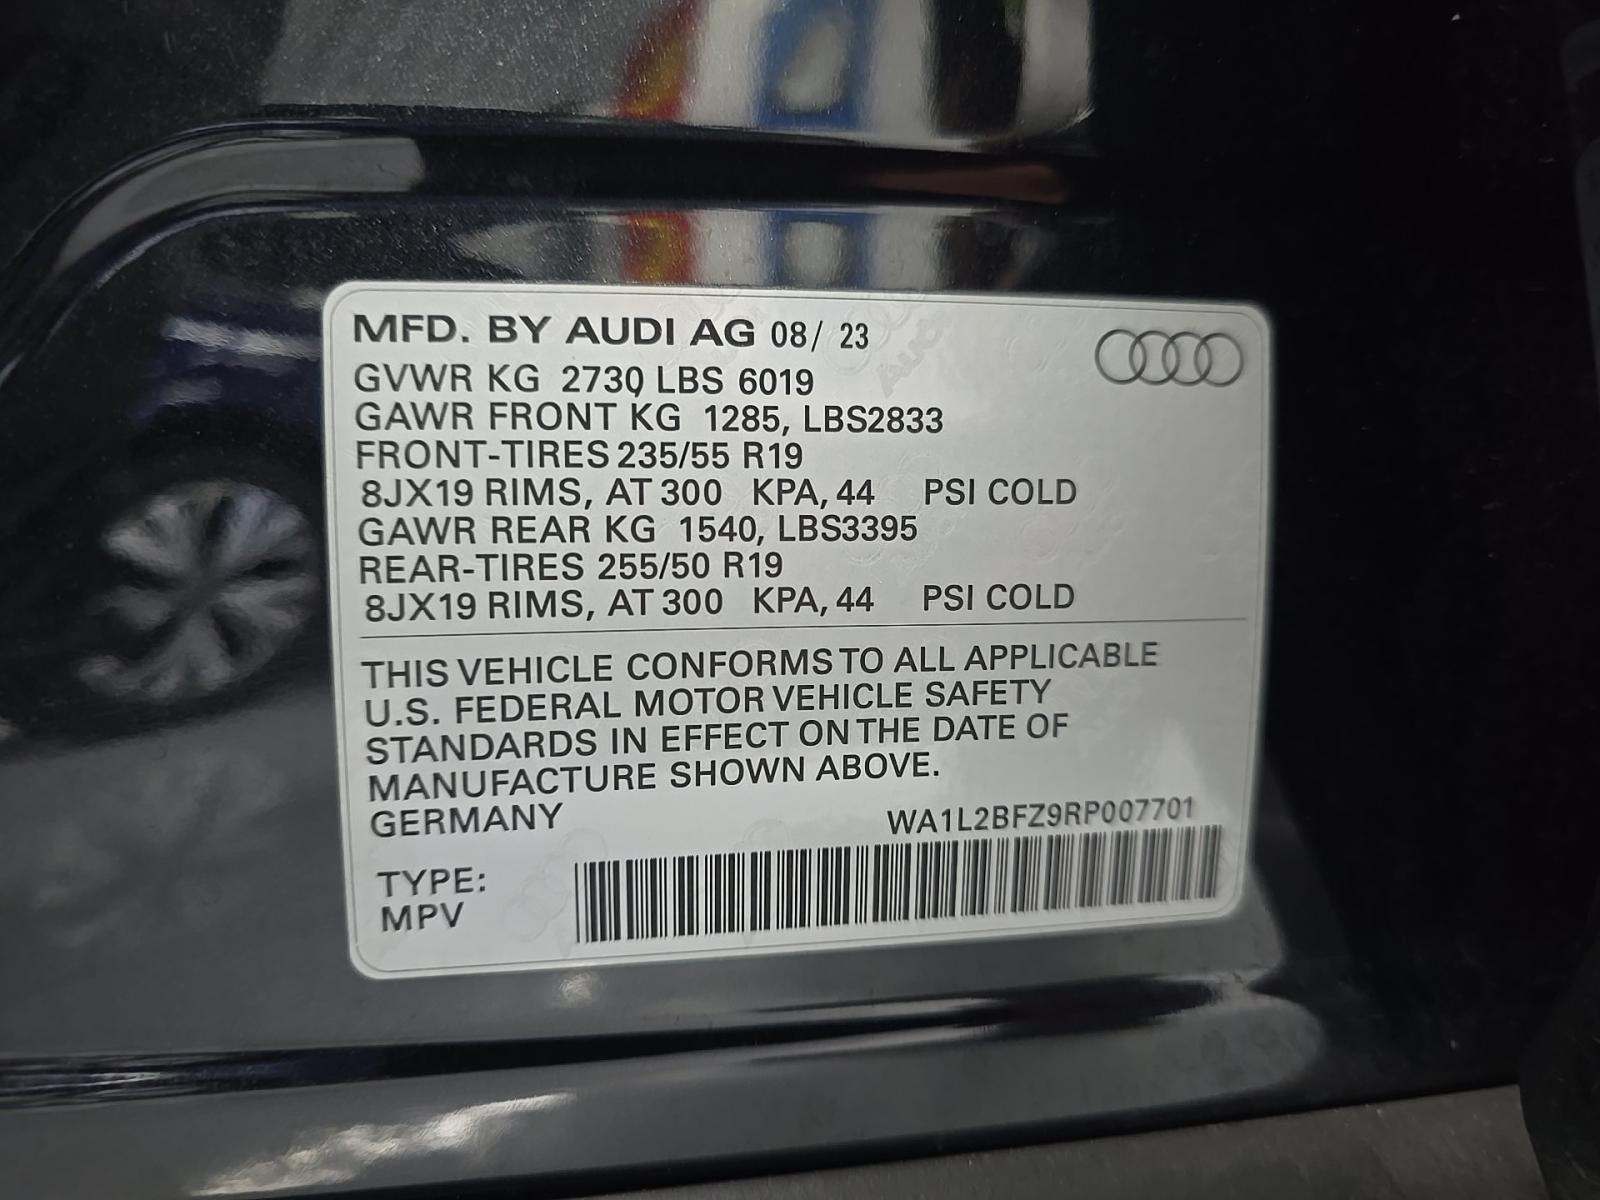 MFD. BY AUDI AG 08/ 23
GVWR KG 2730 LBS 6019
GAWR FRONT KG 1285, LBS2833
FRONT-TIRES 235/55 R19
8JX19 RIMS, AT 300 KPA, 44 PSI COLD
GAWR REAR KG 1540, LBS3395
REAR-TIRES 255/50 R19
8JX19 RIMS, AT 300 KPA, 44 PSI COLD
THIS VEHICLE CONFORMS TO ALL APPLICABLE
U.S. FEDERAL MOTOR VEHICLE SAFETY
STANDARDS IN EFFECT ON THE DATE OF
MANUFACTURE SHOWN ABOVE.
GERMANY WA1L2BFZ9RP007701
TYPE:
MPV